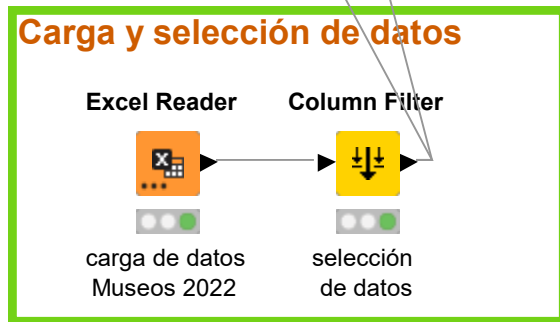 Carga y selección de datos
Excel Reader
Column Filter
carga de datos
Museos 2022
selección
de datos